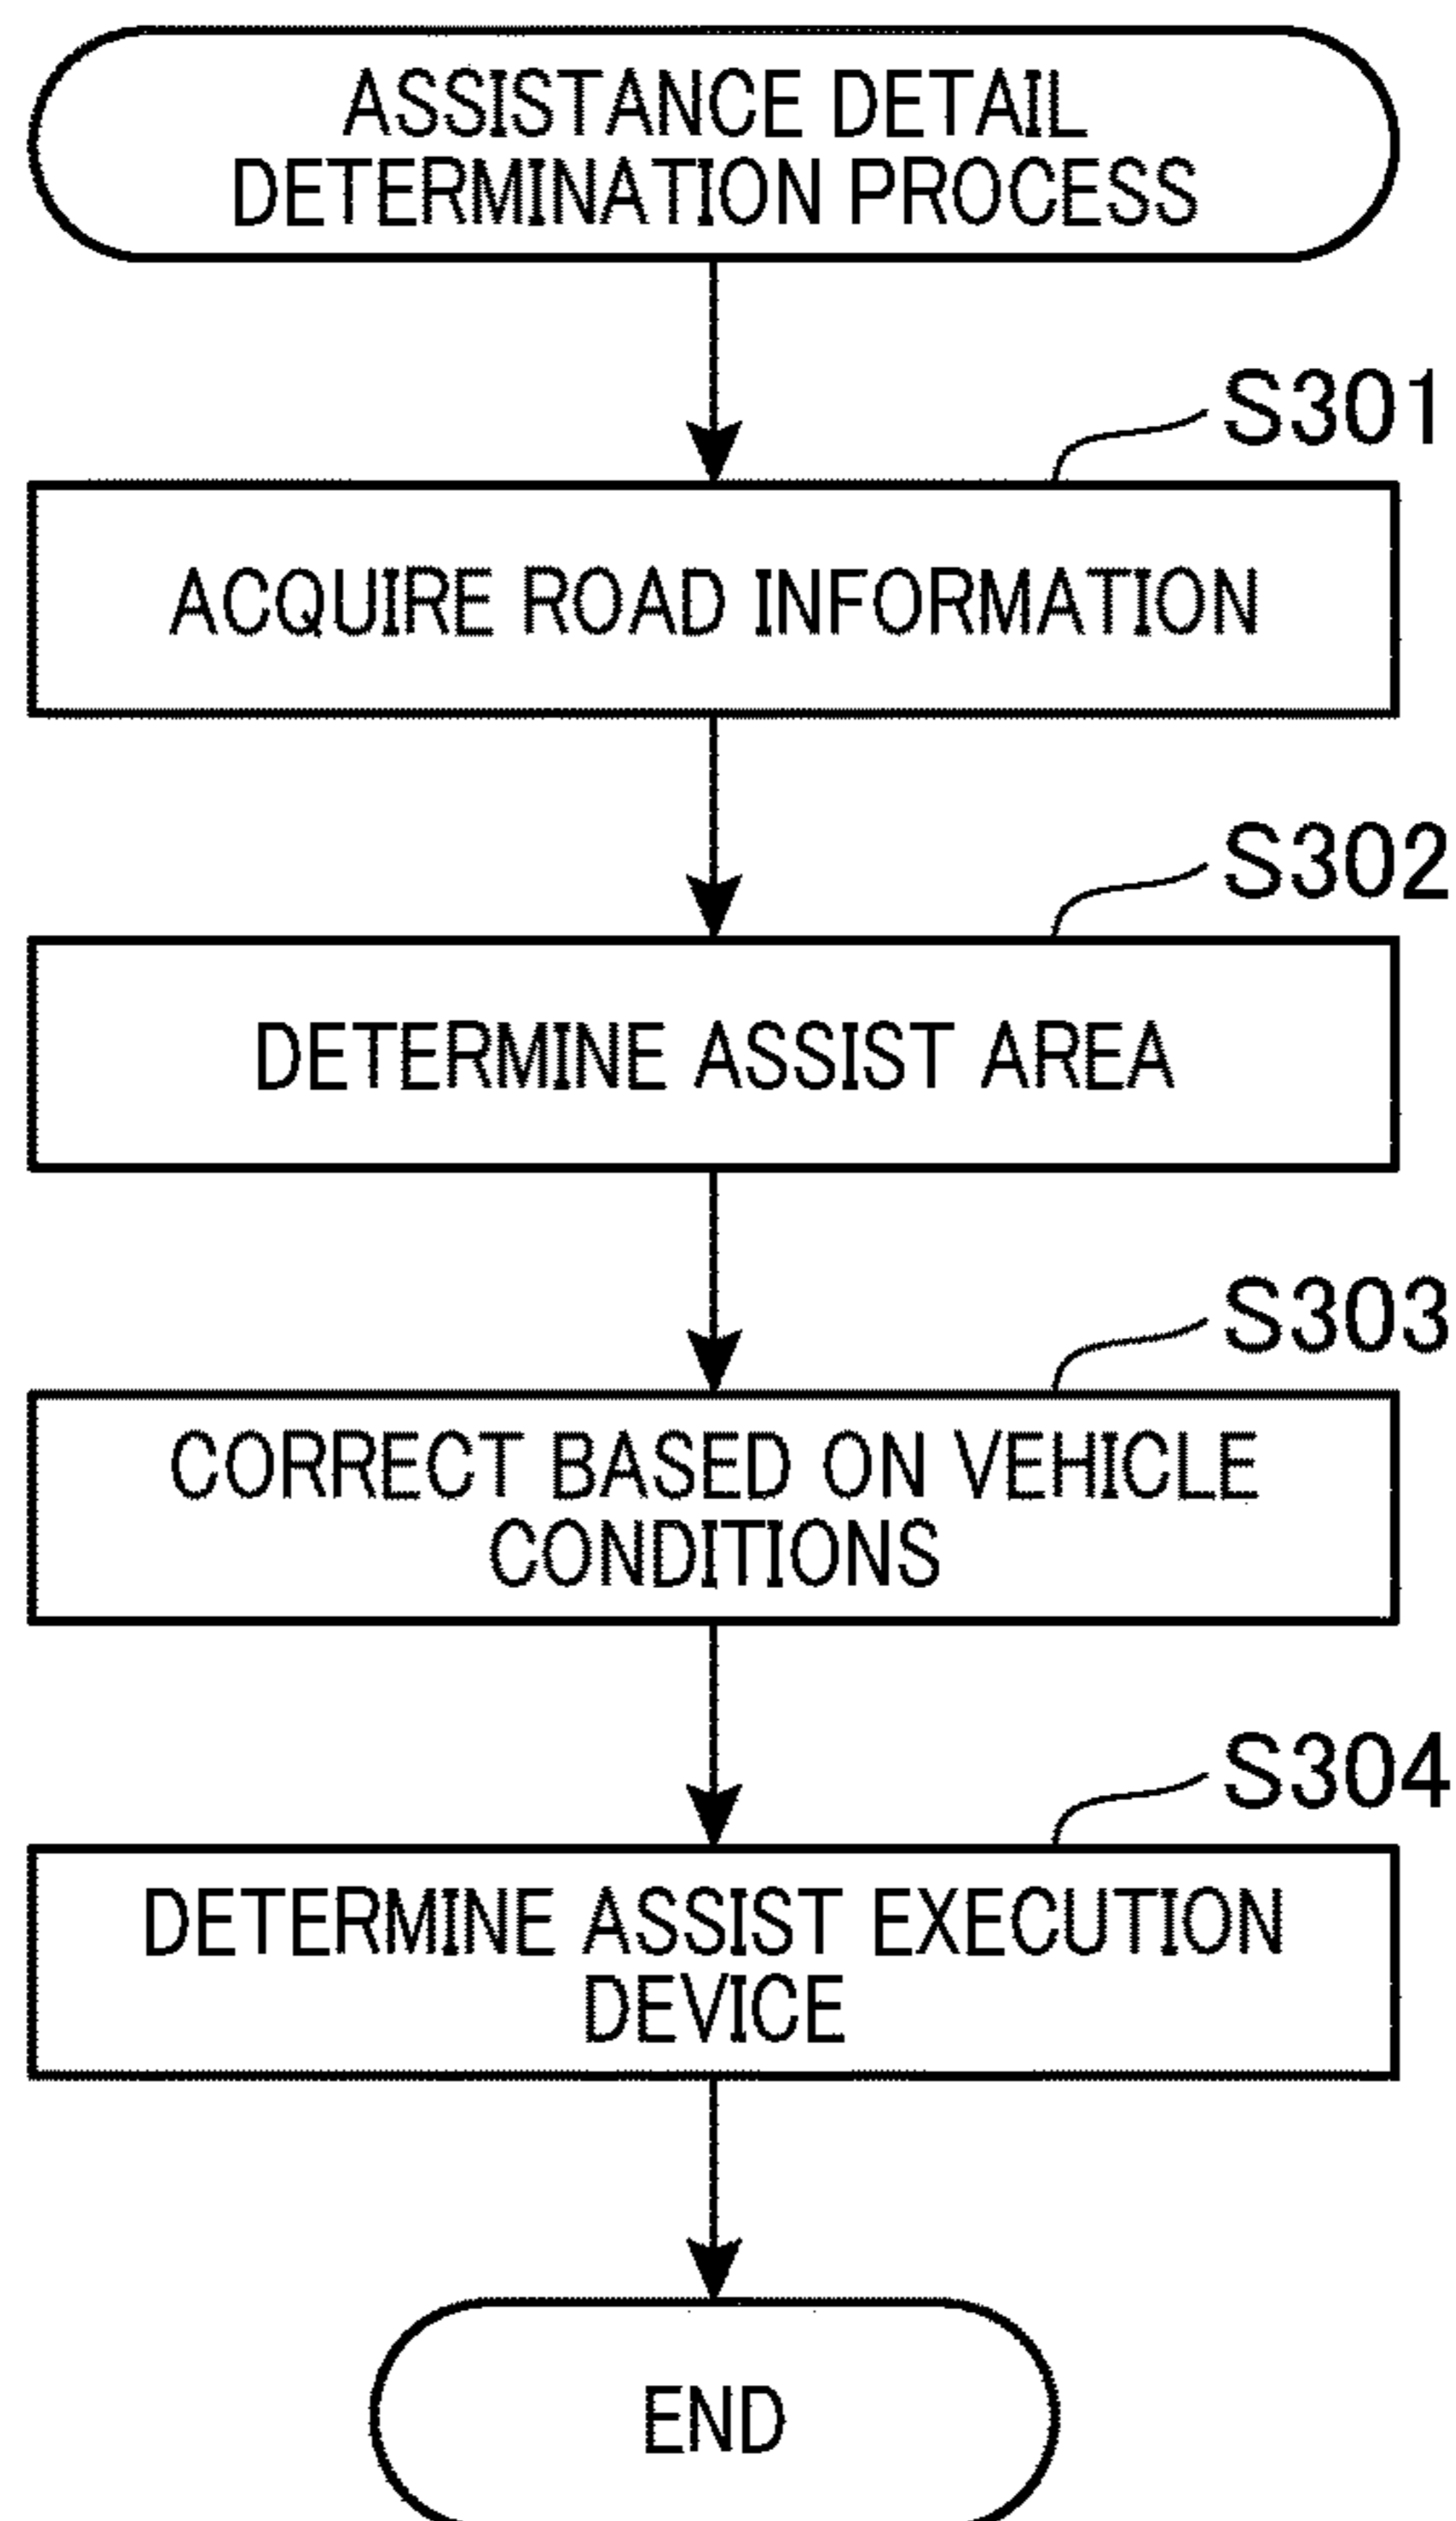 ASSISTANCE DETAIL
DETERMINATION PROCESS
S301
ACQUIRE ROAD INFORMATION
S302
DETERMINE ASSIST AREA
S303
CORRECT BASED ON VEHICLE
CONDITIONS
S304
DETERMINE ASSIST EXECUTION
DEVICE
END